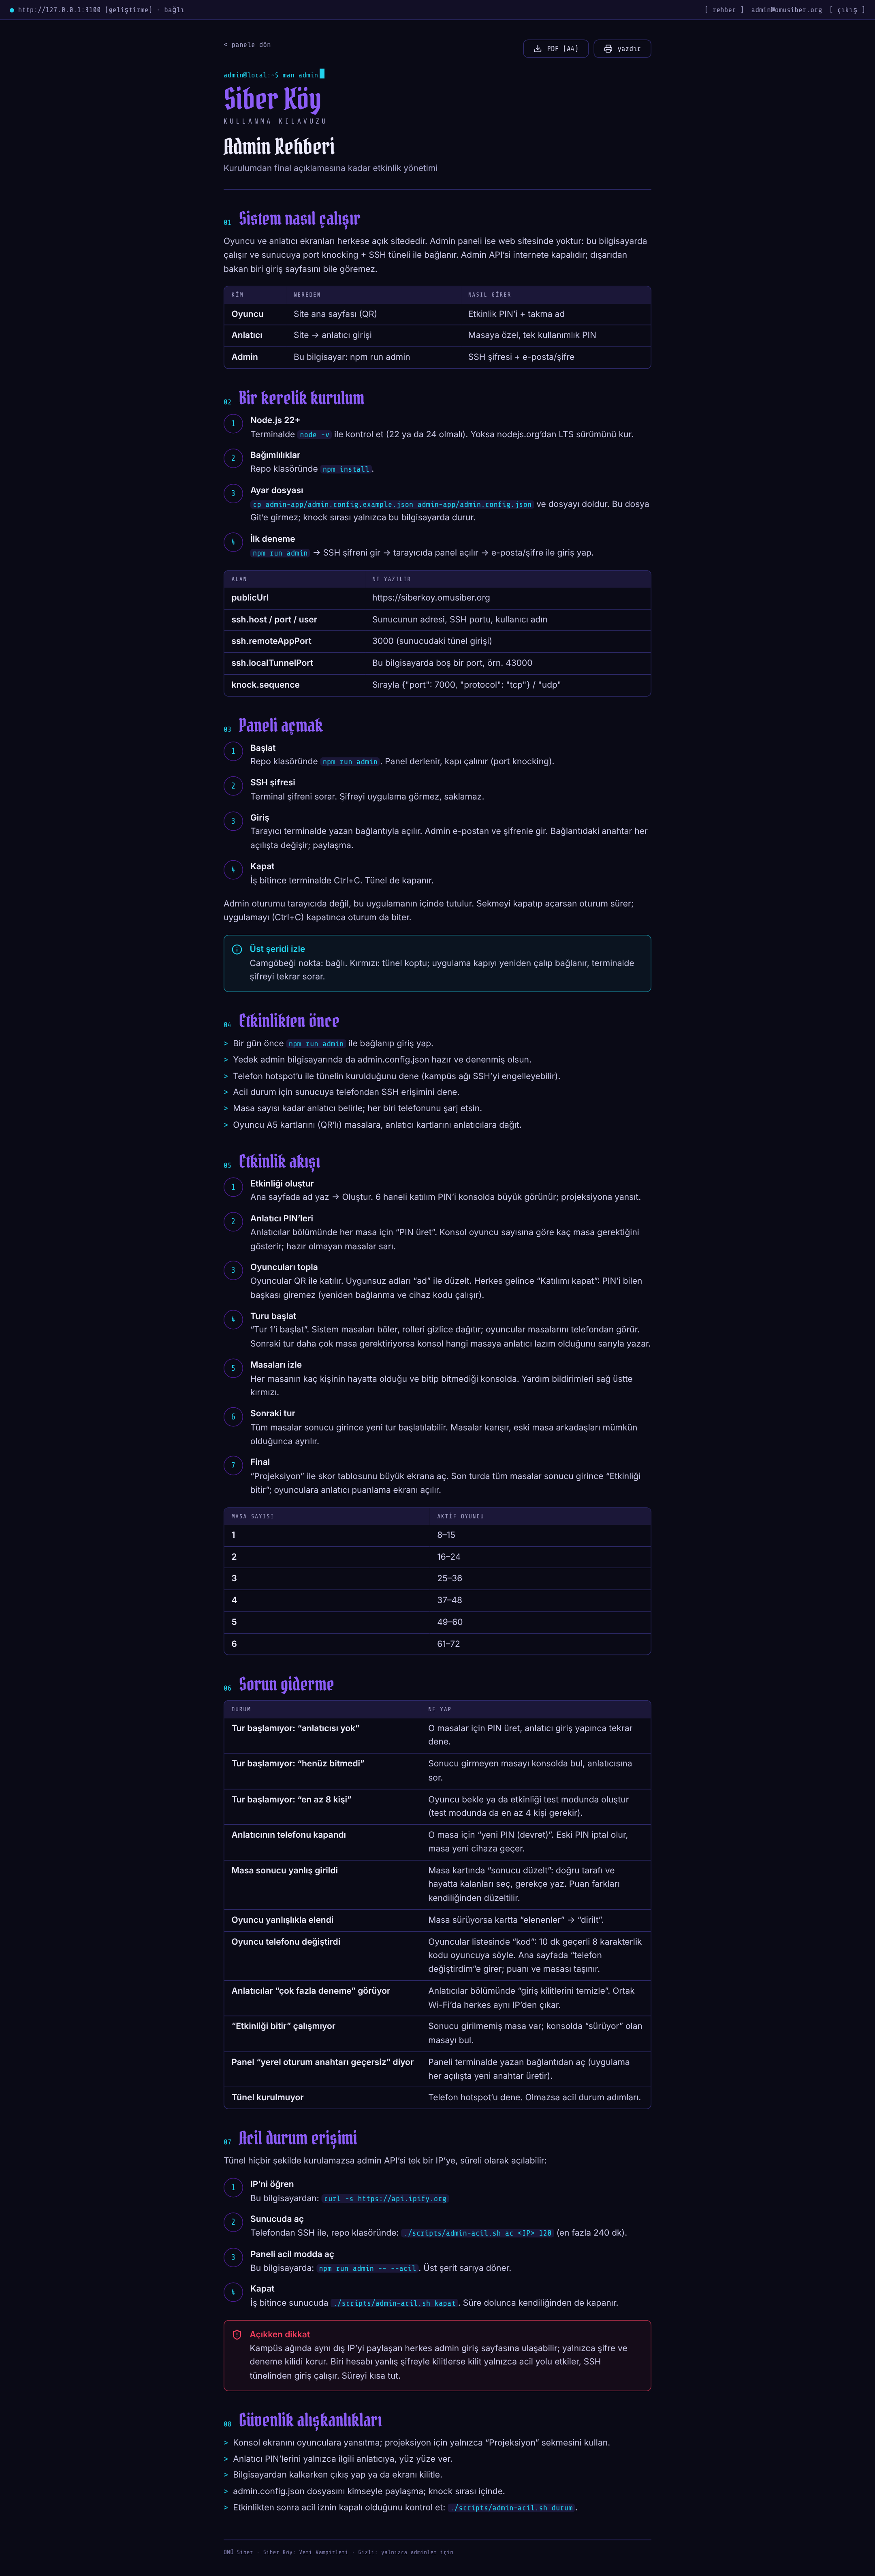 http://127.0.0.1:3100 (geliştirme) · bağlı
[ rehber ] admin@omusiber.org [ çıkış ]
< panele dön
PDF (A4)
yazdır
admin@local:~$ man admin
Siber Köy
KULLANMA KILAVUZU
Admin Rehberi
Kurulumdan final açıklamasına kadar etkinlik yönetimi
01 Sistem nasıl çalışır
Oyuncu ve anlatıcı ekranları herkese açık sitededir. Admin paneli ise web sitesinde yoktur: bu bilgisayarda
çalışır ve sunucuya port knocking + SSH tüneli ile bağlanır. Admin API’si internete kapalıdır; dışarıdan
bakan biri giriş sayfasını bile göremez.
KİM NEREDEN NASIL GİRER
Oyuncu Site ana sayfası (QR) Etkinlik PIN’i + takma ad
Anlatıcı Site → anlatıcı girişi Masaya özel, tek kullanımlık PIN
Admin Bu bilgisayar: npm run admin SSH şifresi + e-posta/şifre
02 Bir kerelik kurulum
1 Node.js 22+
Terminalde node -v ile kontrol et (22 ya da 24 olmalı). Yoksa nodejs.org’dan LTS sürümünü kur.
2 Bağımlılıklar
Repo klasöründe npm install.
3 Ayar dosyası
cp admin-app/admin.config.example.json admin-app/admin.config.json ve dosyayı doldur. Bu dosya
Git’e girmez; knock sırası yalnızca bu bilgisayarda durur.
4 İlk deneme
npm run admin → SSH şifreni gir → tarayıcıda panel açılır → e-posta/şifre ile giriş yap.
ALAN NE YAZILIR
publicUrl https://siberkoy.omusiber.org
ssh.host / port / user Sunucunun adresi, SSH portu, kullanıcı adın
ssh.remoteAppPort 3000 (sunucudaki tünel girişi)
ssh.localTunnelPort Bu bilgisayarda boş bir port, örn. 43000
knock.sequence Sırayla {"port": 7000, "protocol": "tcp"} / "udp"
03 Paneli açmak
1 Başlat
Repo klasöründe npm run admin. Panel derlenir, kapı çalınır (port knocking).
2 SSH şifresi
Terminal şifreni sorar. Şifreyi uygulama görmez, saklamaz.
3 Giriş
Tarayıcı terminalde yazan bağlantıyla açılır. Admin e-postan ve şifrenle gir. Bağlantıdaki anahtar her
açılışta değişir; paylaşma.
4 Kapat
İş bitince terminalde Ctrl+C. Tünel de kapanır.
Admin oturumu tarayıcıda değil, bu uygulamanın içinde tutulur. Sekmeyi kapatıp açarsan oturum sürer;
uygulamayı (Ctrl+C) kapatınca oturum da biter.
Üst şeridi izle
Camgöbeği nokta: bağlı. Kırmızı: tünel koptu; uygulama kapıyı yeniden çalıp bağlanır, terminalde
şifreyi tekrar sorar.
04 Etkinlikten önce
> Bir gün önce npm run admin ile bağlanıp giriş yap.
> Yedek admin bilgisayarında da admin.config.json hazır ve denenmiş olsun.
> Telefon hotspot’u ile tünelin kurulduğunu dene (kampüs ağı SSH’yi engelleyebilir).
> Acil durum için sunucuya telefondan SSH erişimini dene.
> Masa sayısı kadar anlatıcı belirle; her biri telefonunu şarj etsin.
> Oyuncu A5 kartlarını (QR’lı) masalara, anlatıcı kartlarını anlatıcılara dağıt.
05 Etkinlik akışı
1 Etkinliği oluştur
Ana sayfada ad yaz → Oluştur. 6 haneli katılım PIN’i konsolda büyük görünür; projeksiyona yansıt.
2 Anlatıcı PIN’leri
Anlatıcılar bölümünde her masa için “PIN üret”. Konsol oyuncu sayısına göre kaç masa gerektiğini
gösterir; hazır olmayan masalar sarı.
3 Oyuncuları topla
Oyuncular QR ile katılır. Uygunsuz adları “ad” ile düzelt. Herkes gelince “Katılımı kapat”: PIN’i bilen
başkası giremez (yeniden bağlanma ve cihaz kodu çalışır).
4 Turu başlat
“Tur 1’i başlat”. Sistem masaları böler, rolleri gizlice dağıtır; oyuncular masalarını telefondan görür.
Sonraki tur daha çok masa gerektiriyorsa konsol hangi masaya anlatıcı lazım olduğunu sarıyla yazar.
5 Masaları izle
Her masanın kaç kişinin hayatta olduğu ve bitip bitmediği konsolda. Yardım bildirimleri sağ üstte
kırmızı.
6 Sonraki tur
Tüm masalar sonucu girince yeni tur başlatılabilir. Masalar karışır, eski masa arkadaşları mümkün
olduğunca ayrılır.
7 Final
“Projeksiyon” ile skor tablosunu büyük ekrana aç. Son turda tüm masalar sonucu girince “Etkinliği
bitir”; oyunculara anlatıcı puanlama ekranı açılır.
MASA SAYISI AKTİF OYUNCU
1 8–15
2 16–24
3 25–36
4 37–48
5 49–60
6 61–72
06 Sorun giderme
DURUM NE YAP
Tur başlamıyor: “anlatıcısı yok” O masalar için PIN üret, anlatıcı giriş yapınca tekrar
dene.
Tur başlamıyor: “henüz bitmedi” Sonucu girmeyen masayı konsolda bul, anlatıcısına
sor.
Tur başlamıyor: “en az 8 kişi” Oyuncu bekle ya da etkinliği test modunda oluştur
(test modunda da en az 4 kişi gerekir).
Anlatıcının telefonu kapandı O masa için “yeni PIN (devret)”. Eski PIN iptal olur,
masa yeni cihaza geçer.
Masa sonucu yanlış girildi Masa kartında “sonucu düzelt”: doğru tarafı ve
hayatta kalanları seç, gerekçe yaz. Puan farkları
kendiliğinden düzeltilir.
Oyuncu yanlışlıkla elendi Masa sürüyorsa kartta “elenenler” → “dirilt”.
Oyuncu telefonu değiştirdi Oyuncular listesinde “kod”: 10 dk geçerli 8 karakterlik
kodu oyuncuya söyle. Ana sayfada “telefon
değiştirdim”e girer; puanı ve masası taşınır.
Anlatıcılar “çok fazla deneme” görüyor Anlatıcılar bölümünde “giriş kilitlerini temizle”. Ortak
Wi-Fi’da herkes aynı IP’den çıkar.
“Etkinliği bitir” çalışmıyor Sonucu girilmemiş masa var; konsolda “sürüyor” olan
masayı bul.
Panel “yerel oturum anahtarı geçersiz” diyor Paneli terminalde yazan bağlantıdan aç (uygulama
her açılışta yeni anahtar üretir).
Tünel kurulmuyor Telefon hotspot’u dene. Olmazsa acil durum adımları.
07 Acil durum erişimi
Tünel hiçbir şekilde kurulamazsa admin API’si tek bir IP’ye, süreli olarak açılabilir:
1 IP’ni öğren
Bu bilgisayardan: curl -s https://api.ipify.org
2 Sunucuda aç
Telefondan SSH ile, repo klasöründe: ./scripts/admin-acil.sh ac <IP> 120 (en fazla 240 dk).
3 Paneli acil modda aç
Bu bilgisayarda: npm run admin -- --acil. Üst şerit sarıya döner.
4 Kapat
İş bitince sunucuda ./scripts/admin-acil.sh kapat. Süre dolunca kendiliğinden de kapanır.
Açıkken dikkat
Kampüs ağında aynı dış IP’yi paylaşan herkes admin giriş sayfasına ulaşabilir; yalnızca şifre ve
deneme kilidi korur. Biri hesabı yanlış şifreyle kilitlerse kilit yalnızca acil yolu etkiler, SSH
tünelinden giriş çalışır. Süreyi kısa tut.
08 Güvenlik alışkanlıkları
> Konsol ekranını oyunculara yansıtma; projeksiyon için yalnızca “Projeksiyon” sekmesini kullan.
> Anlatıcı PIN’lerini yalnızca ilgili anlatıcıya, yüz yüze ver.
> Bilgisayardan kalkarken çıkış yap ya da ekranı kilitle.
> admin.config.json dosyasını kimseyle paylaşma; knock sırası içinde.
> Etkinlikten sonra acil iznin kapalı olduğunu kontrol et: ./scripts/admin-acil.sh durum.
OMÜ Siber · Siber Köy: Veri Vampirleri · Gizli: yalnızca adminler için